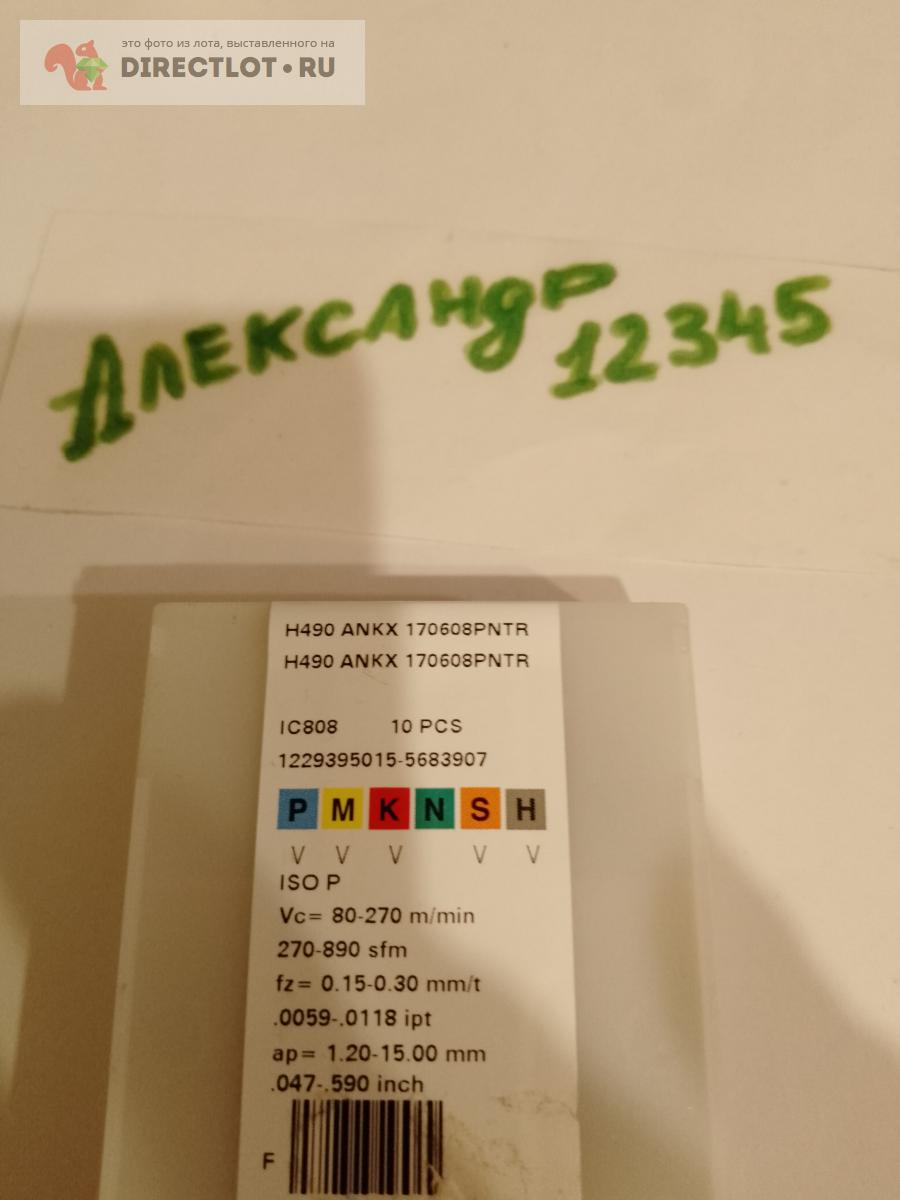 это фото из лота, выставленного на
DIRECTLOT•RU
Александр
12345
H490 ANKX 170608PNTR
H490 ANKX 170608PNTR
IC808 10 PCS
1229395015-5683907
P M K N S H
V V V V V
ISO P
Vc= 80-270 m/min
270-890 sfm
fz= 0.15-0.30 mm/t
.0059-.0118 ipt
ap= 1.20-15.00 mm
.047-.590 inch
F